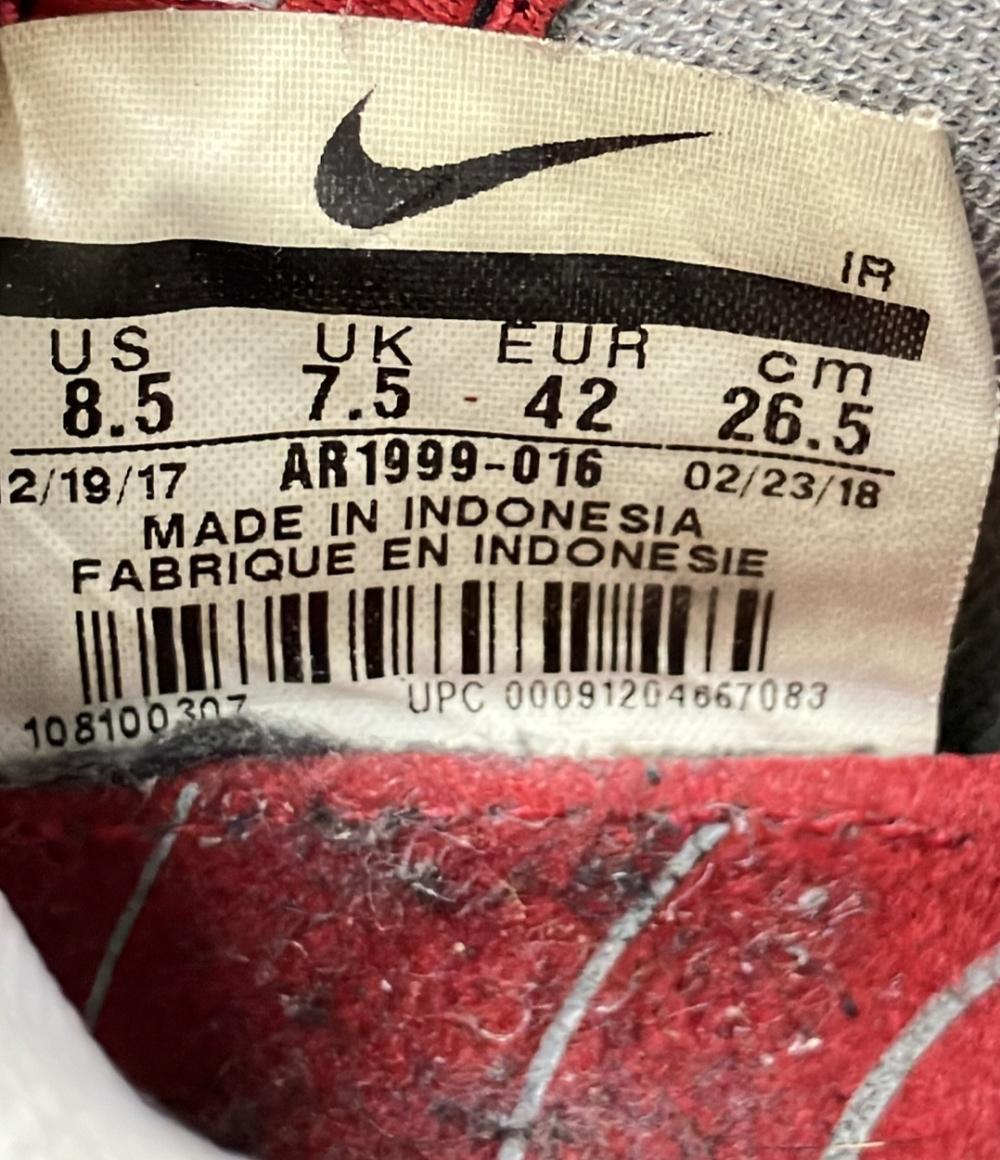 IR
US UK EUR cm
8.5 7.5 42 26.5
2/19/17 AR1999-016 02/23/18
MADE IN INDONESIA
FABRIQUE EN INDONESIE
108100307 UPC 00091204667083